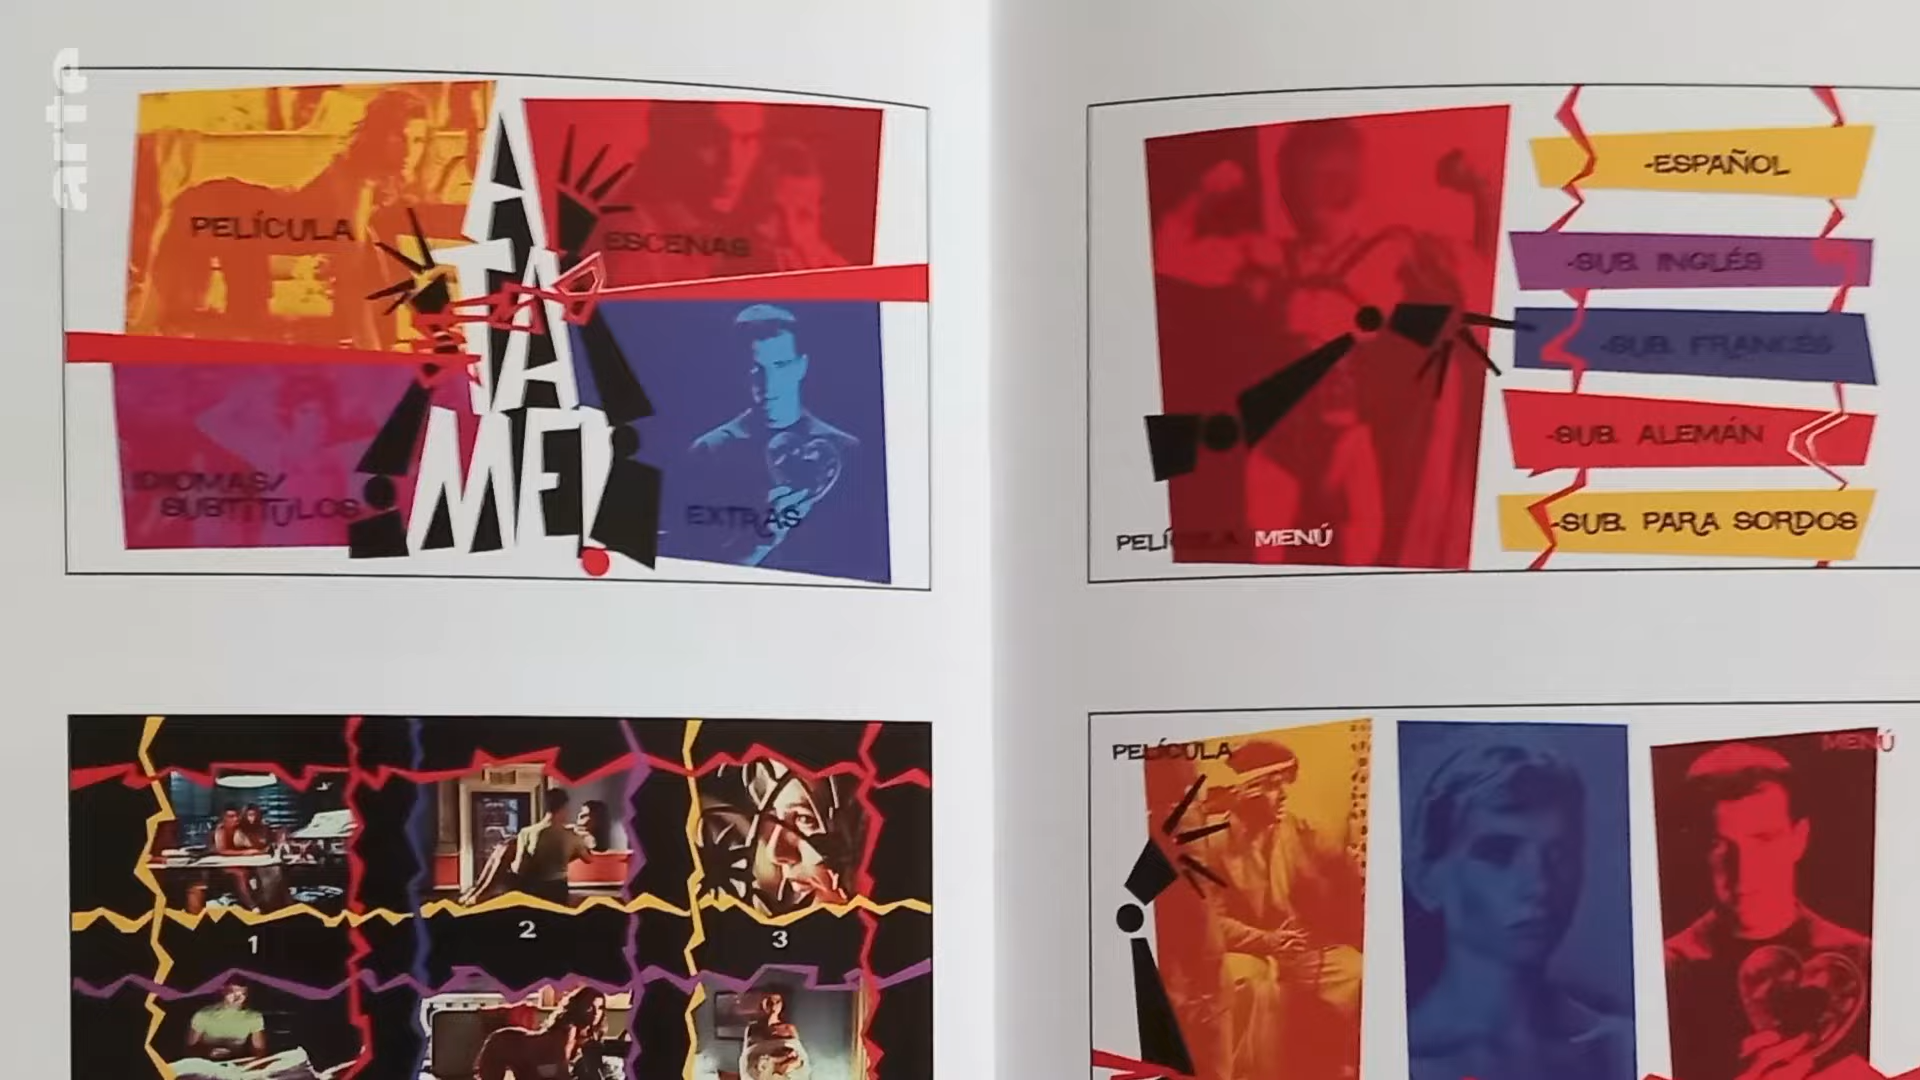 arte
PELÍCULA
ESCENAS
ATAME!
IDIOMAS/
SUBTÍTULOS
EXTRAS
-ESPAÑOL
-SUB. INGLÉS
-SUB. FRANCÉS
-SUB. ALEMÁN
-SUB. PARA SORDOS
PELÍCULA MENÚ
1 2 3
PELÍCULA MENÚ